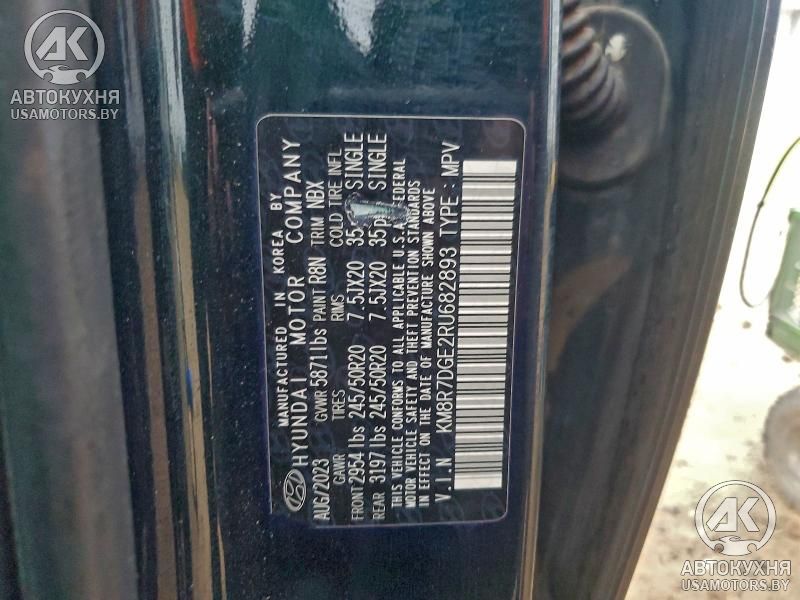 AK
АВТОКУХНЯ
USAMOTORS.BY
MANUFACTURED IN KOREA BY
HYUNDAI MOTOR COMPANY
AUG/2023 GVWR 5871lbs PAINT R8N TRIM NBX
GAWR TIRES RIMS COLD TIRE INFL
FRONT 2954 lbs 245/50R20 7.5JX20 35 SINGLE
REAR 3197 lbs 245/50R20 7.5JX20 35 SINGLE
THIS VEHICLE CONFORMS TO ALL APPLICABLE U.S.A. FEDERAL
MOTOR VEHICLE SAFETY AND THEFT PREVENTION STANDARDS
IN EFFECT ON THE DATE OF MANUFACTURE SHOWN ABOVE
V.I.N : KM8R7DGE2RU682893 TYPE : MPV
AK
АВТОКУХНЯ
USAMOTORS.BY